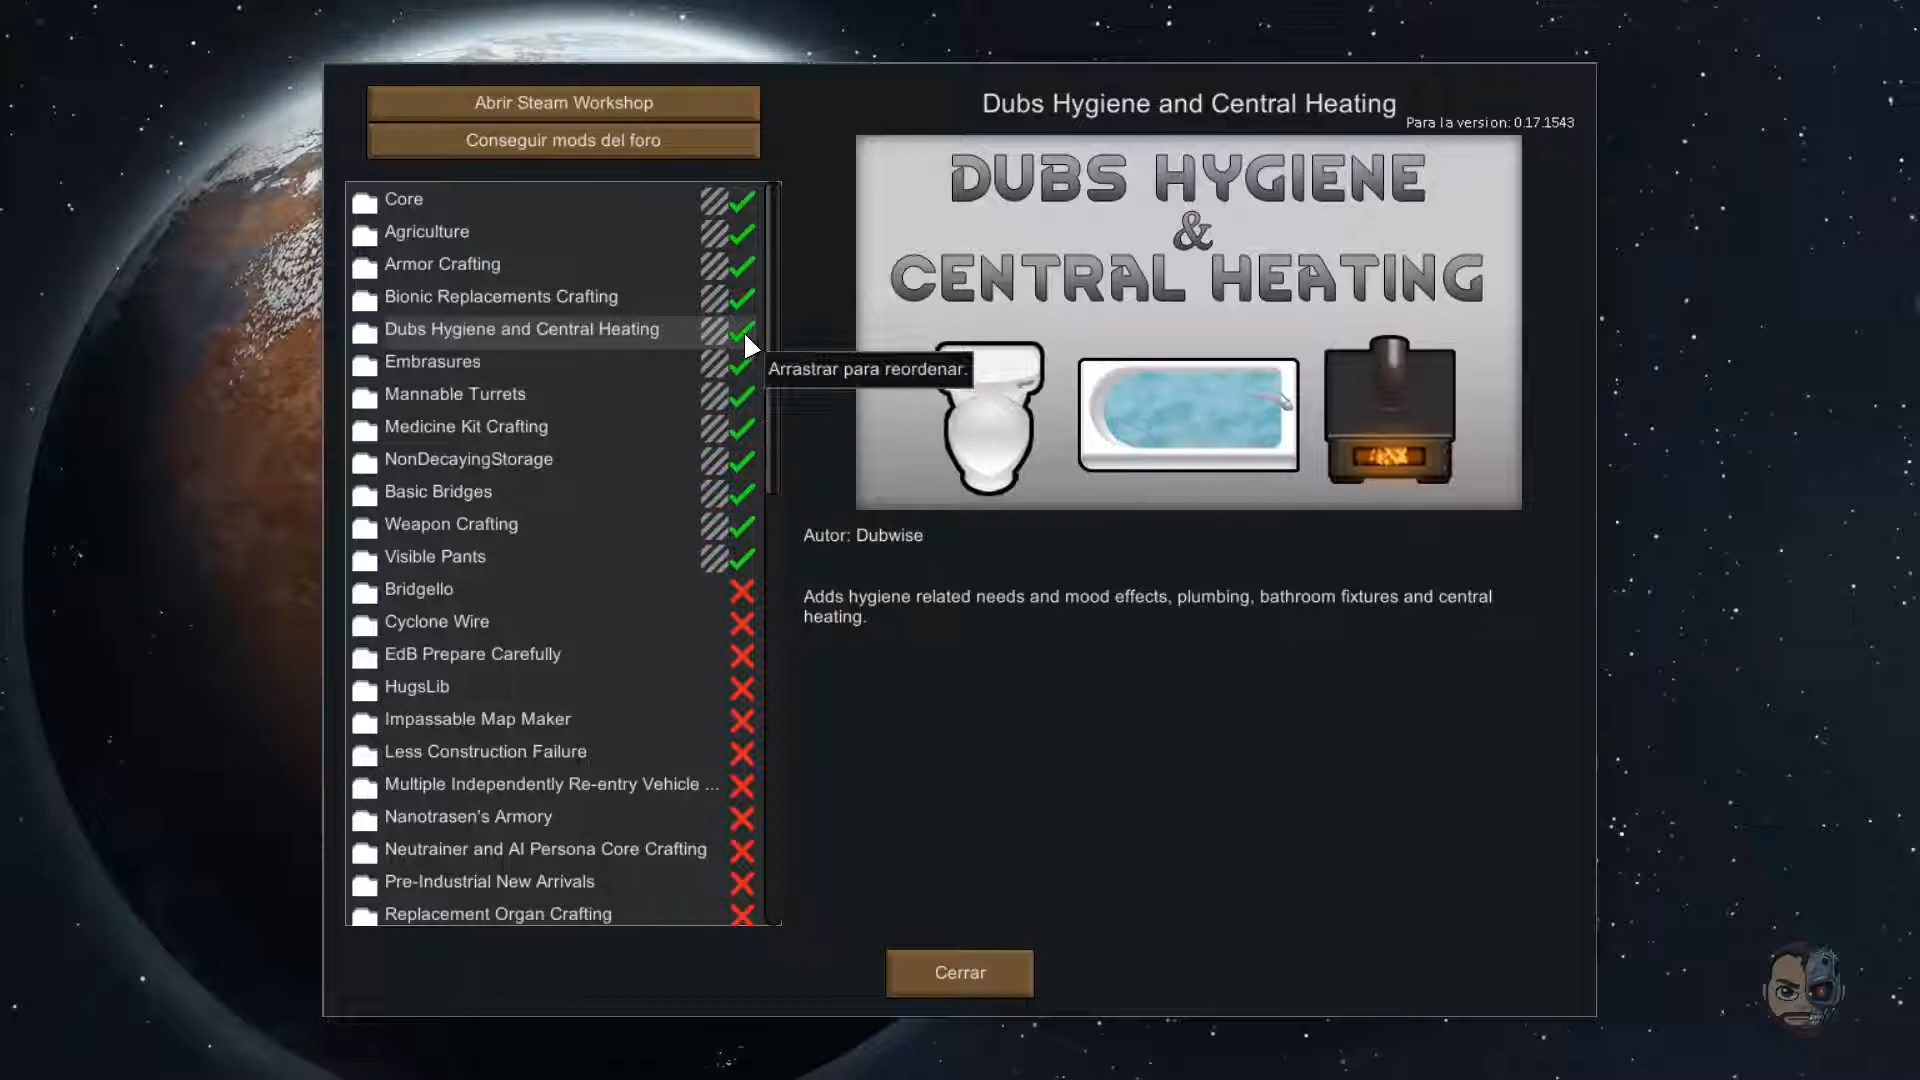 Abrir Steam Workshop
Conseguir mods del foro
Core
Agriculture
Armor Crafting
Bionic Replacements Crafting
Dubs Hygiene and Central Heating
Embrasures
Mannable Turrets
Medicine Kit Crafting
NonDecayingStorage
Basic Bridges
Weapon Crafting
Visible Pants
Bridgello
Cyclone Wire
EdB Prepare Carefully
HugsLib
Impassable Map Maker
Less Construction Failure
Multiple Independently Re-entry Vehicle ...
Nanotrasen's Armory
Neutrainer and AI Persona Core Crafting
Pre-Industrial New Arrivals
Replacement Organ Crafting
Dubs Hygiene and Central Heating
Para la version: 0.17.1543
DUBS HYGIENE
&
CENTRAL HEATING
Arrastrar para reordenar.
Autor: Dubwise
Adds hygiene related needs and mood effects, plumbing, bathroom fixtures and central
heating.
Cerrar